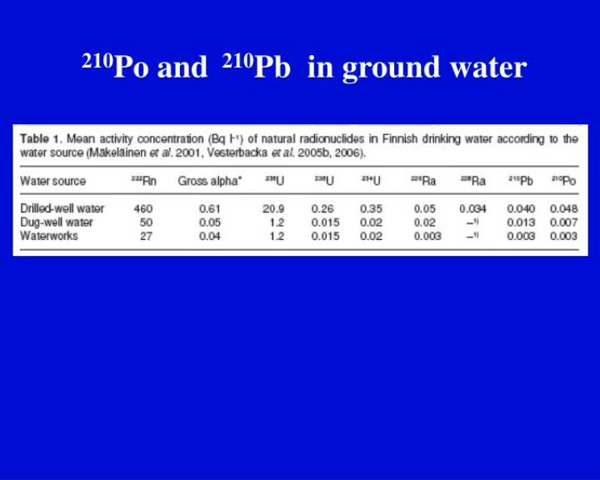 ²¹⁰Po and ²¹⁰Pb in ground water
Table 1. Mean activity concentration (Bq l⁻¹) of natural radionuclides in Finnish drinking water according to the
water source (Mäkeläinen et al. 2001, Vesterbacka et al. 2005b, 2006).
Water source ²²²Rn Gross alpha* ²³⁸U ²³⁸U ²³⁴U Ra Ra ²¹⁰Pb ²¹⁰Po
Drilled-well water 460 0.61 20.9 0.26 0.35 0.05 0.034 0.040 0.048
Dug-well water 50 0.05 1.2 0.015 0.02 0.02 –¹⁾ 0.013 0.007
Waterworks 27 0.04 1.2 0.015 0.02 0.003 –¹⁾ 0.003 0.003